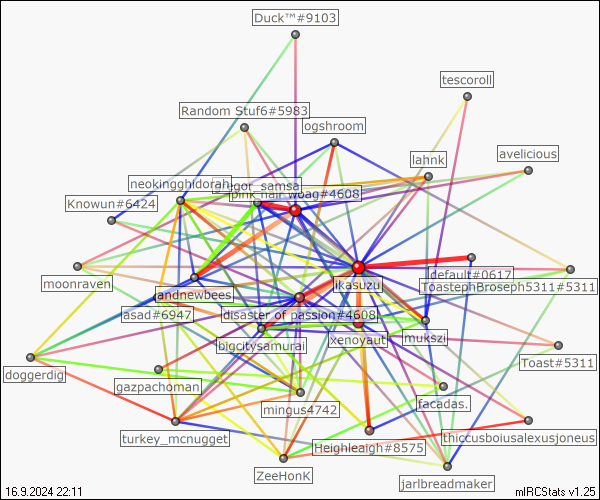 Duck™#9103
tescoroll
Random Stuf6#5983
ogshroom
lahnk
avelicious
neokingghidorah
gregor_samsa
pink hair woag#4608
Knowun#6424
default#0617
moonraven
ikasuzu
ToastephBroseph5311#5311
andnewbees
asad#6947
disaster of passion#4608
xenoyaut
mukszi
bigcitysamurai
doggerdig
Toast#5311
gazpachoman
mingus4742
facadas.
turkey_mcnugget
Heighleaigh#8575
thiccusboiusalexusjoneus
ZeeHonK
jarlbreadmaker
16.9.2024 22:11
mIRCStats v1.25